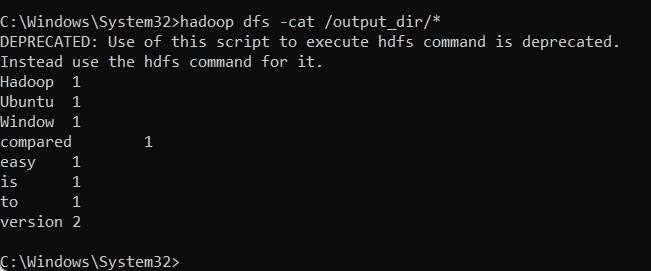 C:\Windows\System32>hadoop dfs -cat /output_dir/*
DEPRECATED: Use of this script to execute hdfs command is deprecated.
Instead use the hdfs command for it.
Hadoop  1
Ubuntu  1
Window  1
compared        1
easy    1
is      1
to      1
version 2
C:\Windows\System32>